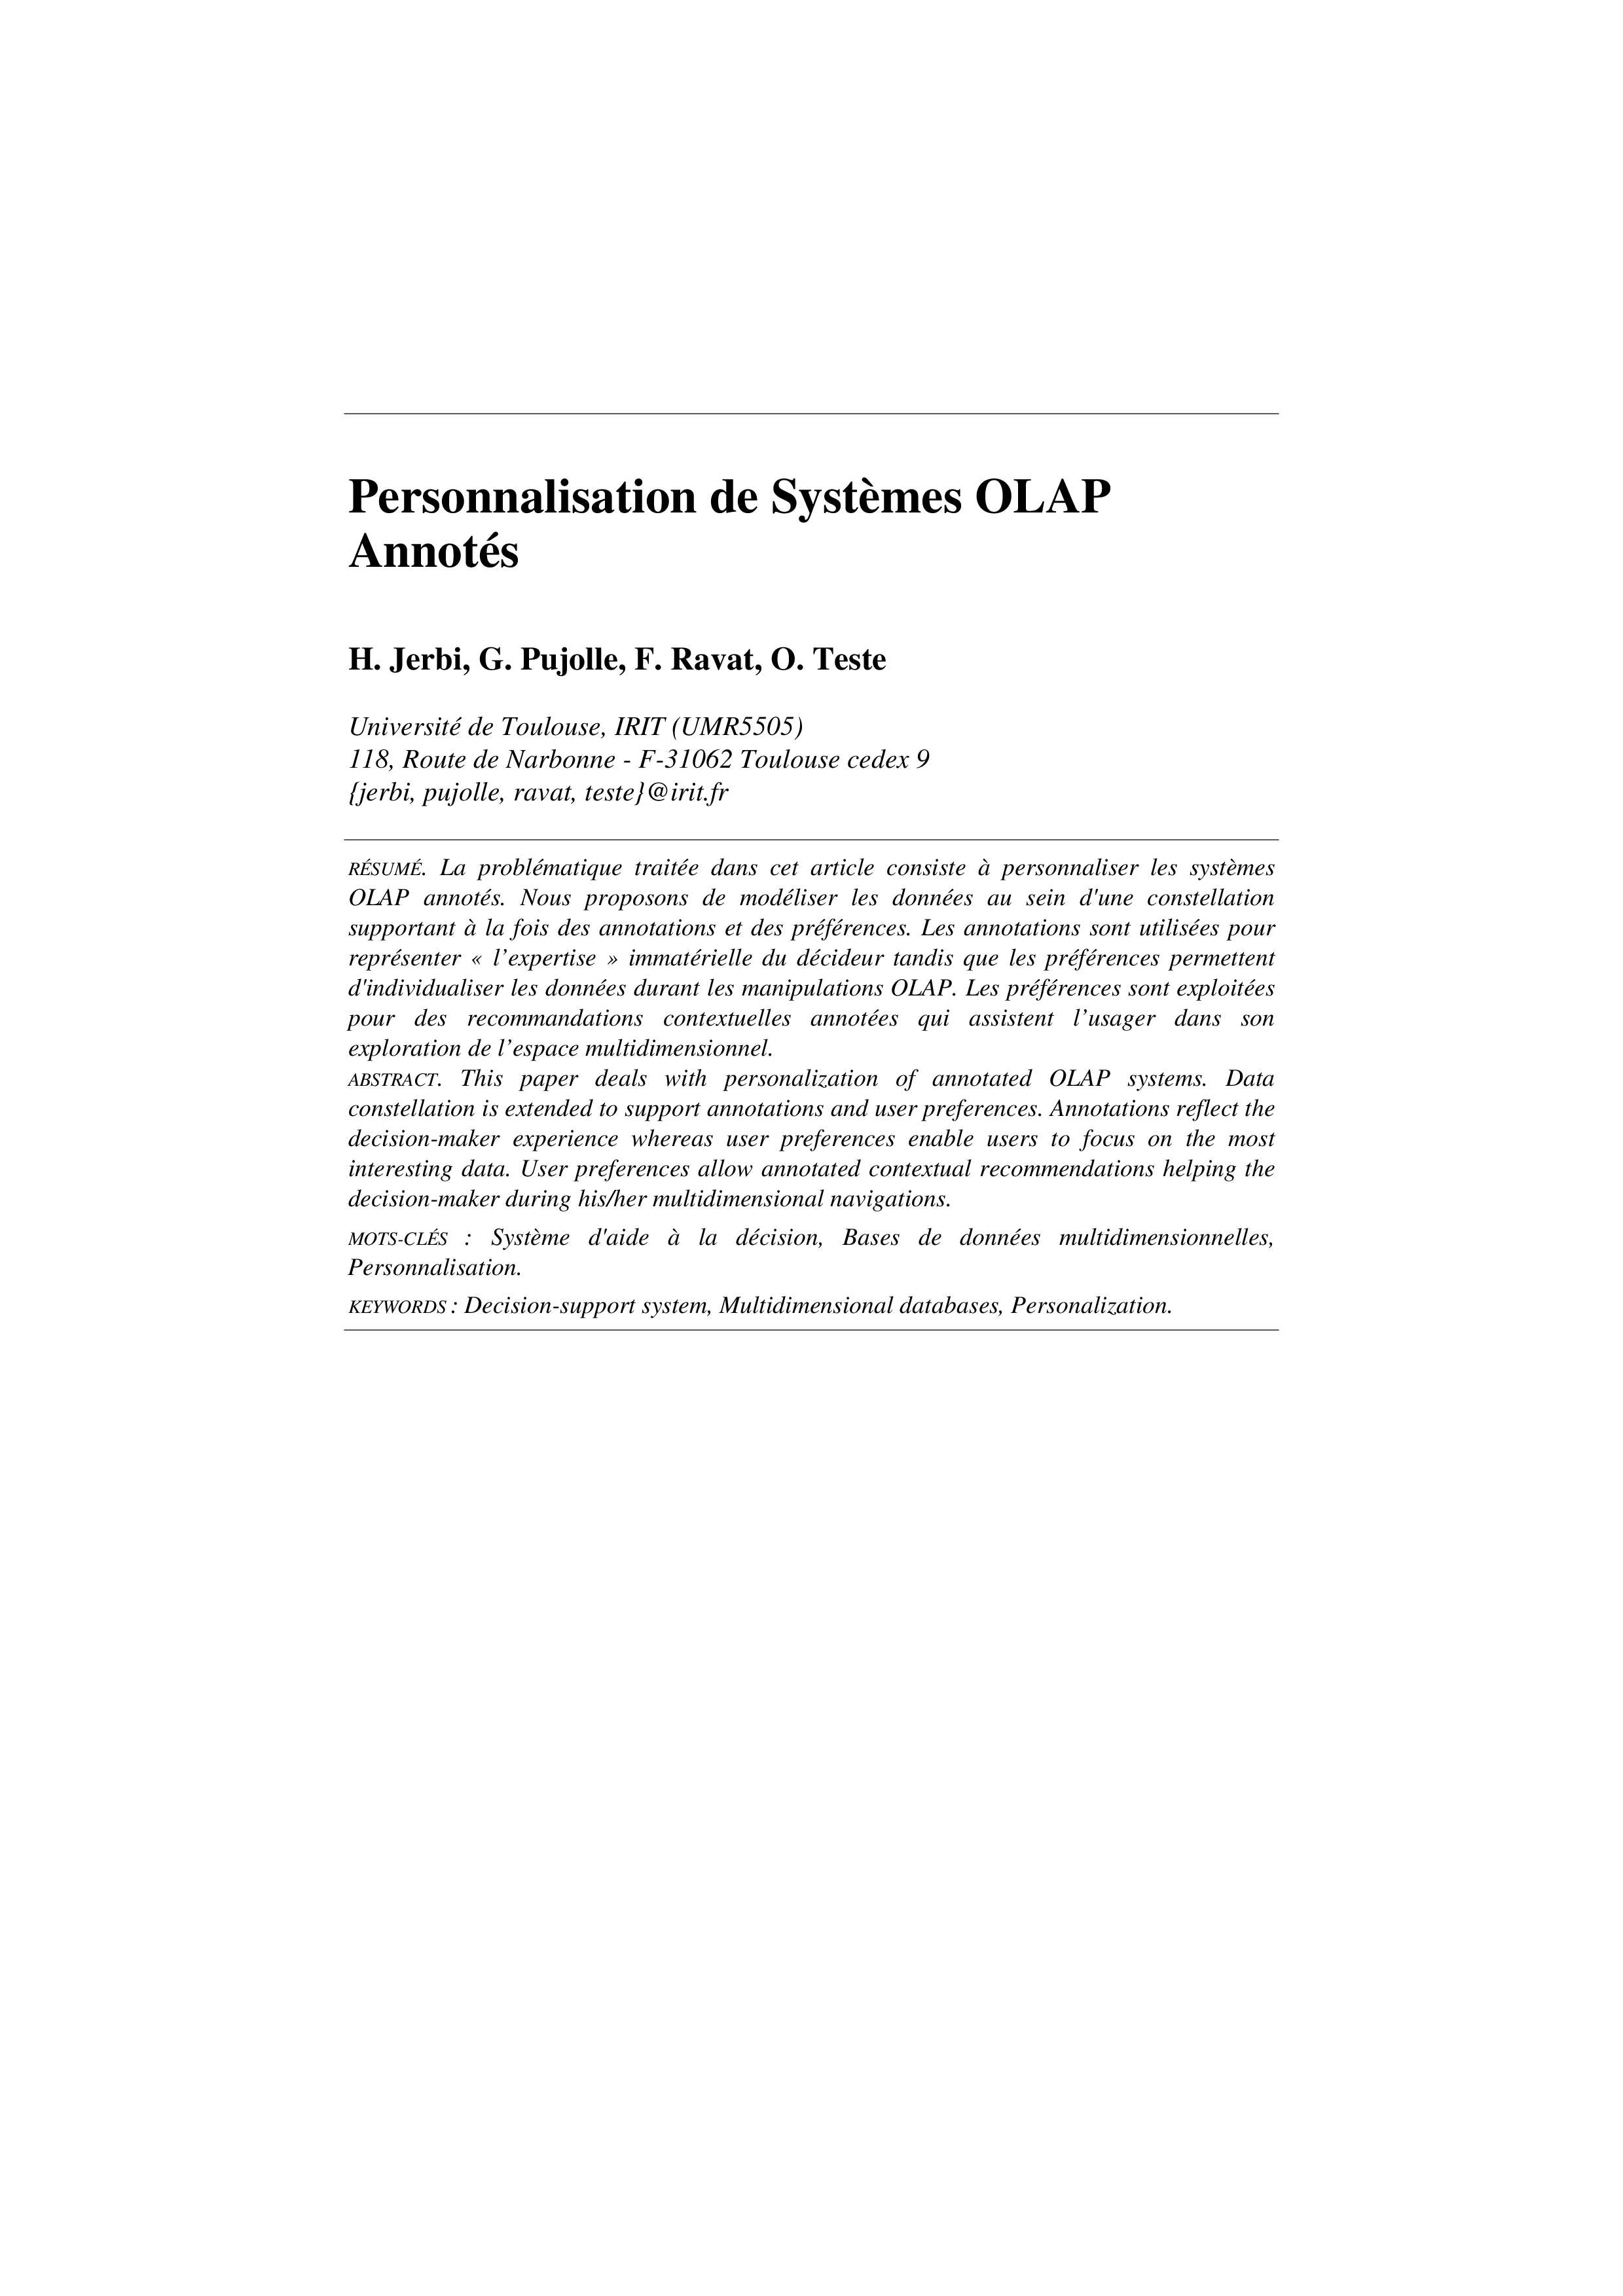 Personnalisation de Systèmes OLAP
Annotés
H. Jerbi, G. Pujolle, F. Ravat, O. Teste
Université de Toulouse, IRIT (UMR5505)
118, Route de Narbonne - F-31062 Toulouse cedex 9
{jerbi, pujolle, ravat, teste}@irit.fr
RÉSUMÉ. La problématique traitée dans cet article consiste à personnaliser les systèmes
OLAP annotés. Nous proposons de modéliser les données au sein d'une constellation
supportant à la fois des annotations et des préférences. Les annotations sont utilisées pour
représenter « l’expertise » immatérielle du décideur tandis que les préférences permettent
d'individualiser les données durant les manipulations OLAP. Les préférences sont exploitées
pour des recommandations contextuelles annotées qui assistent l’usager dans son
exploration de l’espace multidimensionnel.
ABSTRACT. This paper deals with personalization of annotated OLAP systems. Data
constellation is extended to support annotations and user preferences. Annotations reflect the
decision-maker experience whereas user preferences enable users to focus on the most
interesting data. User preferences allow annotated contextual recommendations helping the
decision-maker during his/her multidimensional navigations.
MOTS-CLÉS : Système d'aide à la décision, Bases de données multidimensionnelles,
Personnalisation.
KEYWORDS : Decision-support system, Multidimensional databases, Personalization.